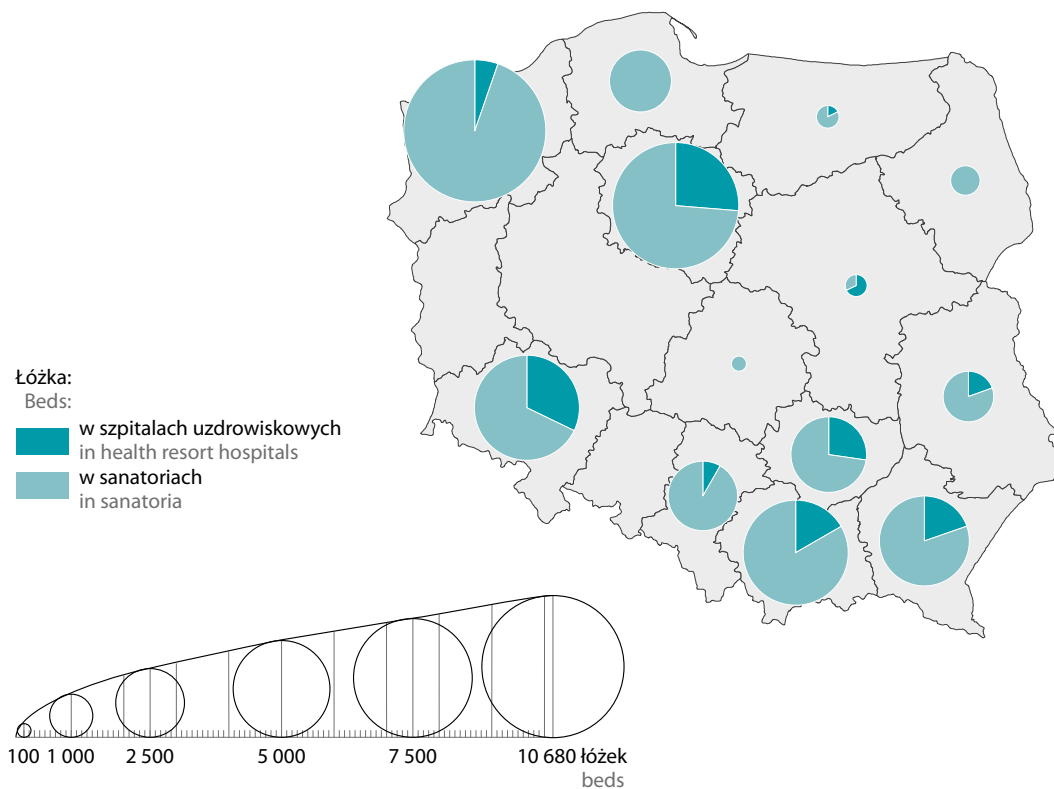 Łóżka:
Beds:
w szpitalach uzdrowiskowych
in health resort hospitals
w sanatoriach
in sanatoria
100 1 000 2 500 5 000 7 500 10 680 łóżek
beds